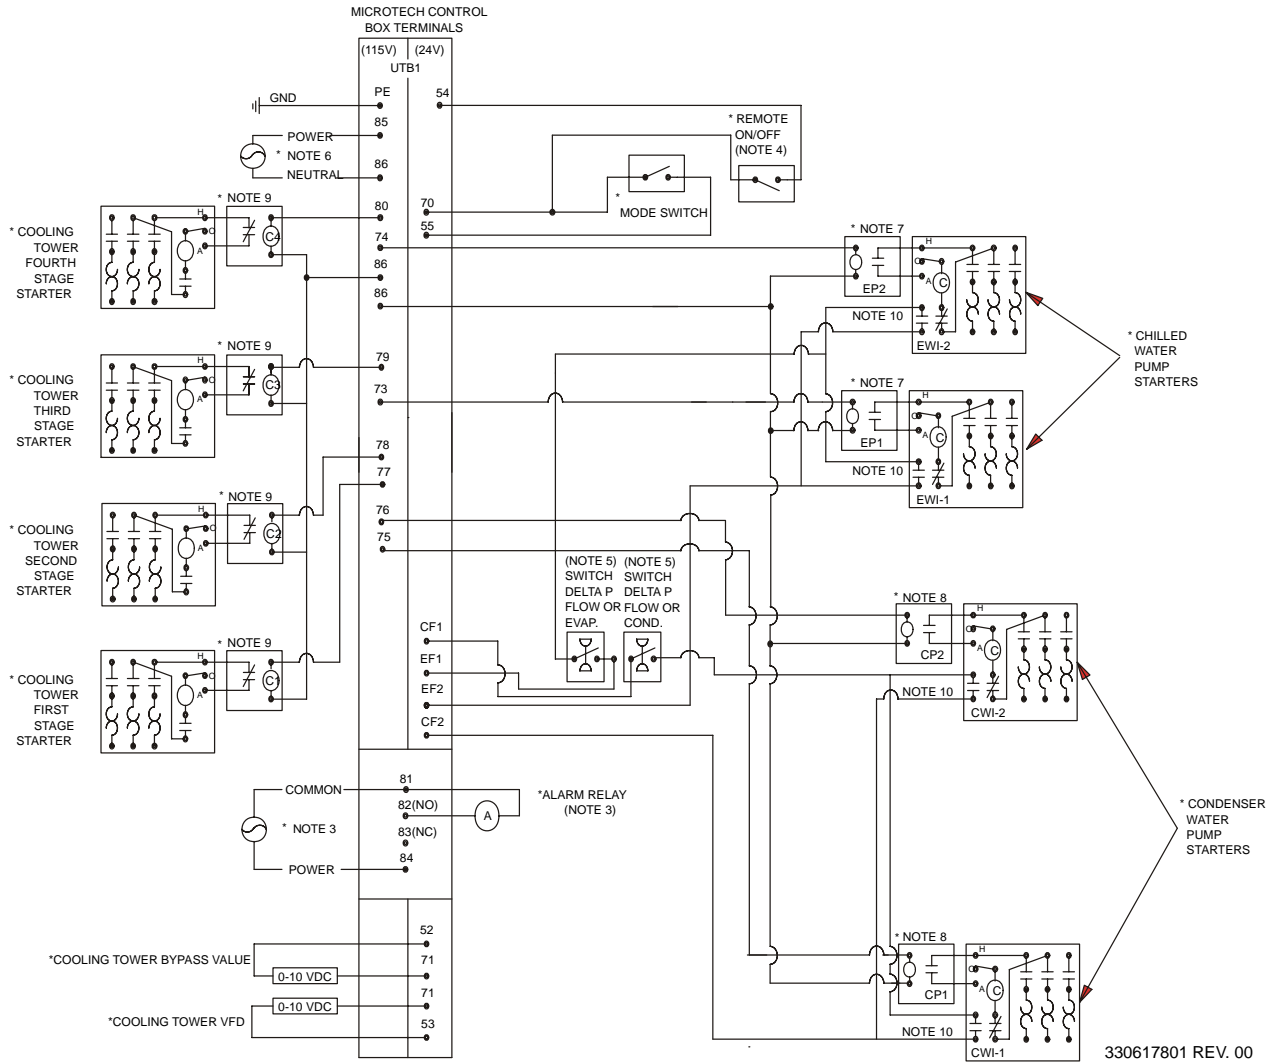 MICROTECH CONTROL
BOX TERMINALS
(115V) (24V)
UTB1
GND
PE
54
85
POWER
* NOTE 6
86
NEUTRAL
* REMOTE
ON/OFF
(NOTE 4)
*
MODE SWITCH
* NOTE 9
80
70
55
74
86
86
H
O
A
C4
* COOLING
TOWER
FOURTH
STAGE
STARTER
* NOTE 7
EP2
H
O
A
C
NOTE 10
EWI-2
* CHILLED
WATER
PUMP
STARTERS
* NOTE 9
79
73
H
O
A
C3
* COOLING
TOWER
THIRD
STAGE
STARTER
* NOTE 7
EP1
H
O
A
C
NOTE 10
EWI-1
78
77
76
75
* NOTE 9
H
O
A
C2
* COOLING
TOWER
SECOND
STAGE
STARTER
(NOTE 5)
SWITCH
DELTA P
FLOW OR
EVAP.
(NOTE 5)
SWITCH
DELTA P
FLOW OR
COND.
* NOTE 8
CP2
H
O
A
C
NOTE 10
CWI-2
CF1
EF1
EF2
CF2
* NOTE 9
H
O
A
C1
* COOLING
TOWER
FIRST
STAGE
STARTER
COMMON
81
82(NO)
83(NC)
84
* NOTE 3
POWER
A
*ALARM RELAY
(NOTE 3)
* CONDENSER
WATER
PUMP
STARTERS
52
71
71
53
*COOLING TOWER BYPASS VALUE
0-10 VDC
0-10 VDC
*COOLING TOWER VFD
* NOTE 8
CP1
H
O
A
C
NOTE 10
CWI-1
330617801 REV. 00